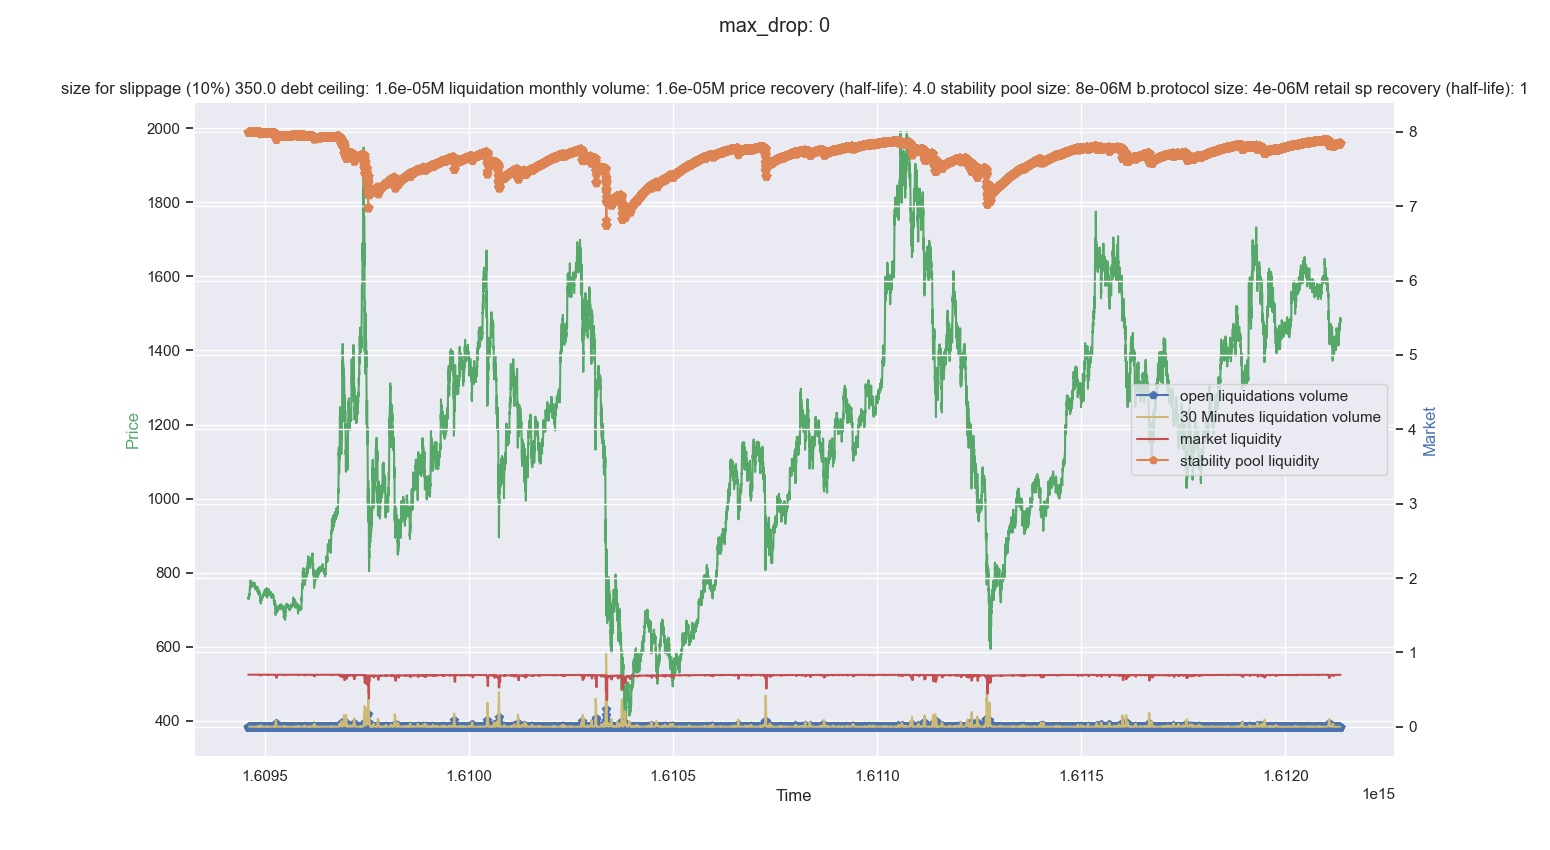 max_drop: 0
size for slippage (10%) 350.0 debt ceiling: 1.6e-05M liquidation monthly volume: 1.6e-05M price recovery (half-life): 4.0 stability pool size: 8e-06M b.protocol size: 4e-06M retail sp recovery (half-life): 1
2000
1800
1600
1400
1200
1000
800
600
400
Price
8
7
6
5
4
3
2
1
0
Market
open liquidations volume
30 Minutes liquidation volume
market liquidity
stability pool liquidity
1.6095
1.6100
1.6105
1.6110
1.6115
1.6120
Time
1e15